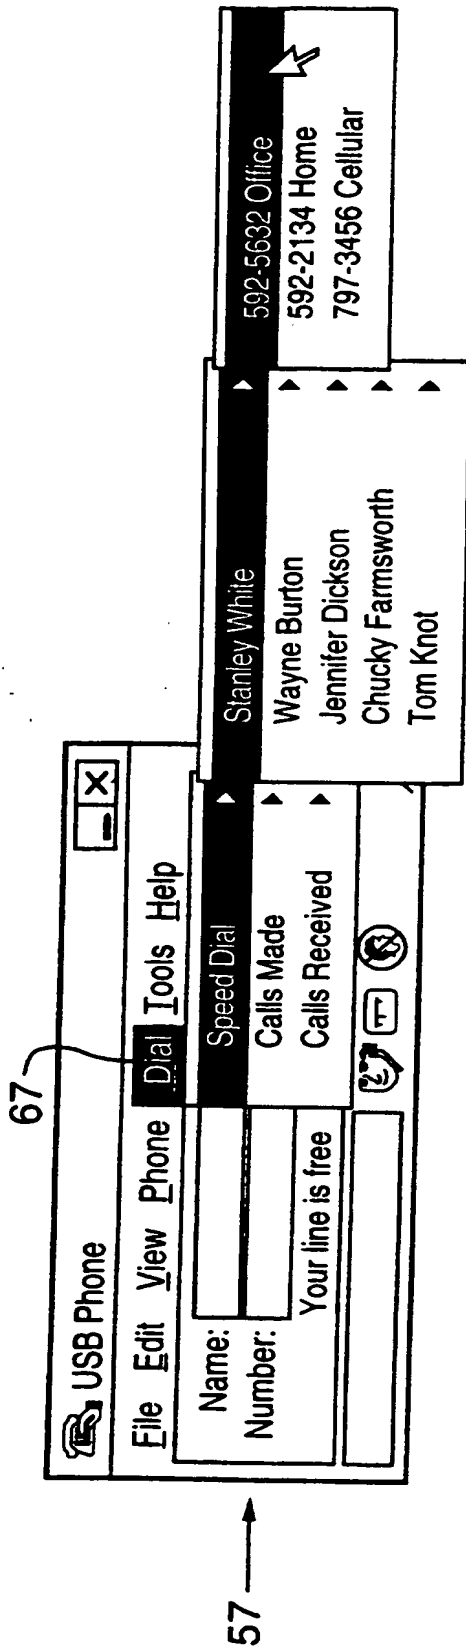 67
USB Phone
File Edit View Phone Dial Tools Help
Name:
Number:
Your line is free
Speed Dial
Calls Made
Calls Received
Stanley White
Wayne Burton
Jennifer Dickson
Chucky Farmsworth
Tom Knot
592-5632 Office
592-2134 Home
797-3456 Cellular
57